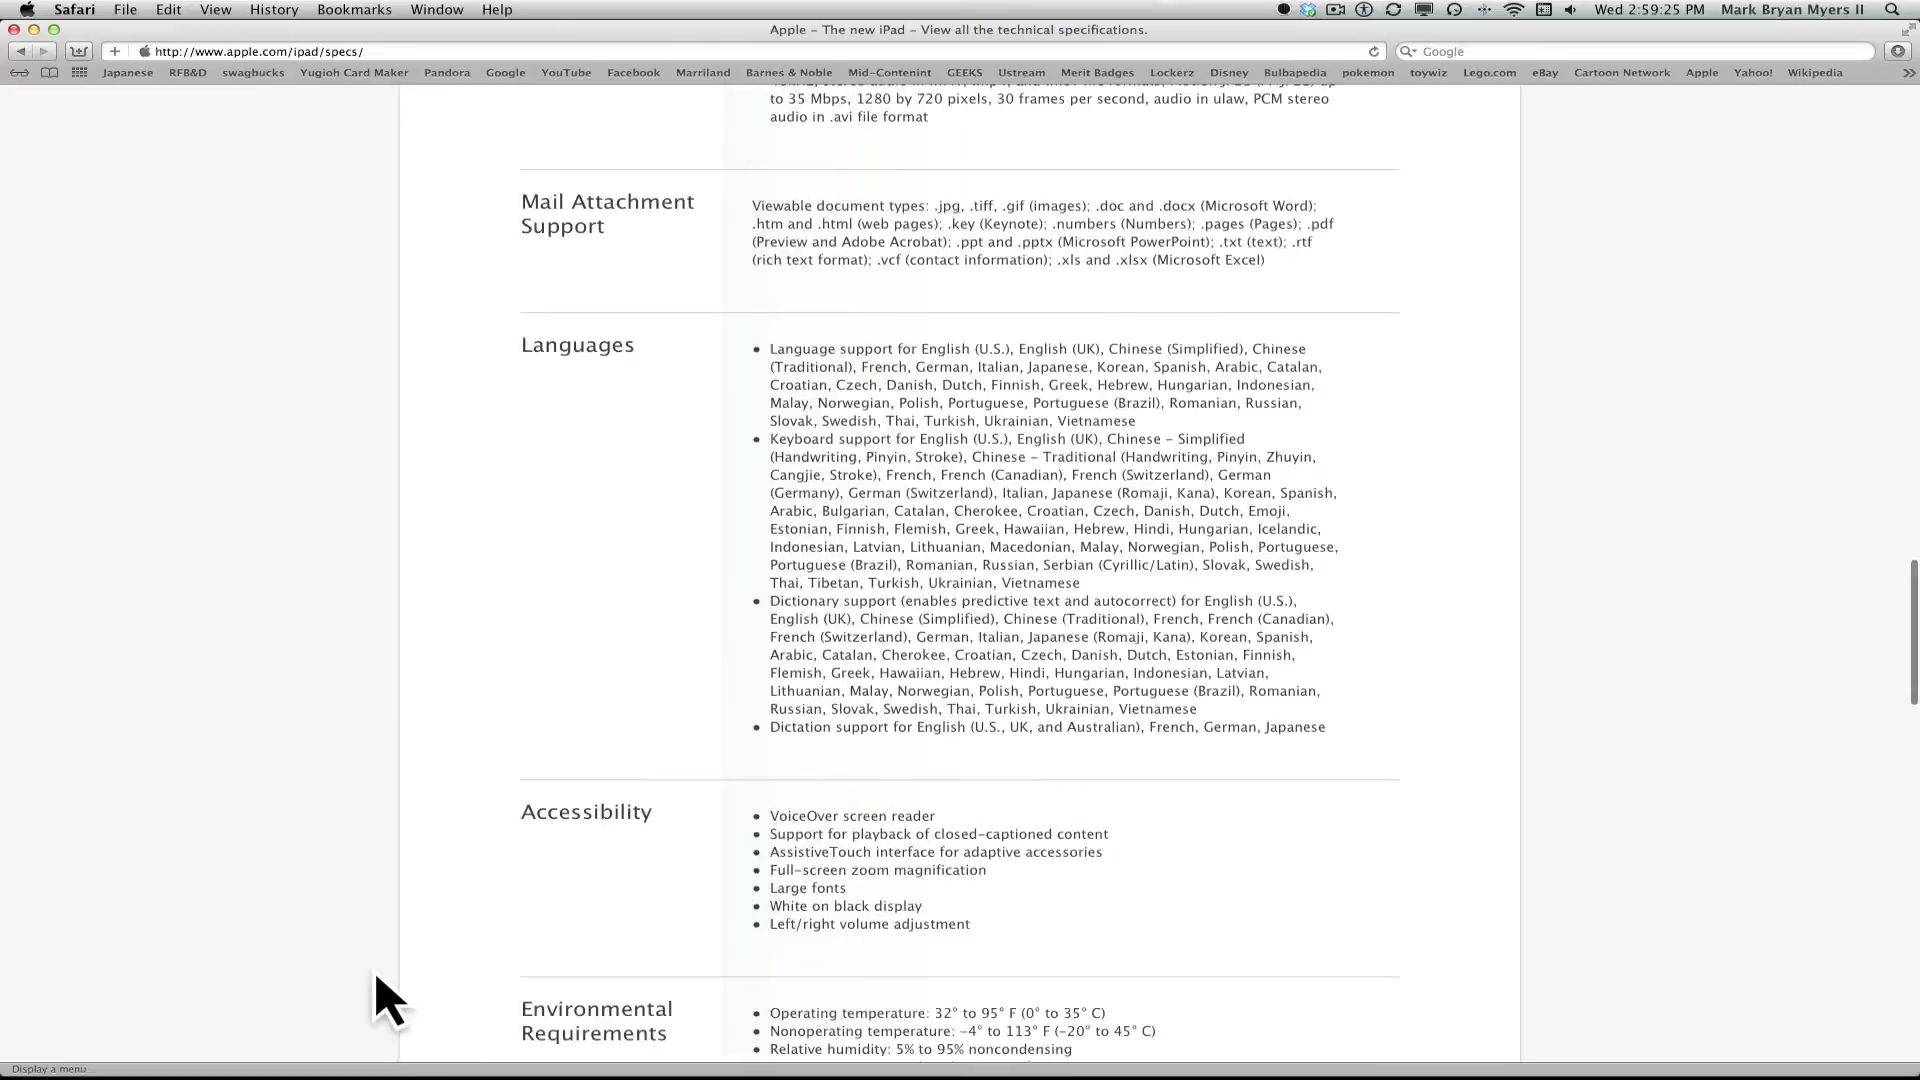 Safari File Edit View History Bookmarks Window Help Wed 2:59:25 PM Mark Bryan Myers II
Apple – The new iPad – View all the technical specifications.
http://www.apple.com/ipad/specs/ Google
Japanese RFB&D swagbucks Yugioh Card Maker Pandora Google YouTube Facebook Marriland Barnes & Noble Mid-Contenint GEEKS Ustream Merit Badges Lockerz Disney Bulbapedia pokemon toywiz Lego.com eBay Cartoon Network Apple Yahoo! Wikipedia
to 35 Mbps, 1280 by 720 pixels, 30 frames per second, audio in ulaw, PCM stereo
audio in .avi file format
Mail Attachment
Support
Viewable document types: .jpg, .tiff, .gif (images); .doc and .docx (Microsoft Word);
.htm and .html (web pages); .key (Keynote); .numbers (Numbers); .pages (Pages); .pdf
(Preview and Adobe Acrobat); .ppt and .pptx (Microsoft PowerPoint); .txt (text); .rtf
(rich text format); .vcf (contact information); .xls and .xlsx (Microsoft Excel)
Languages
• Language support for English (U.S.), English (UK), Chinese (Simplified), Chinese
(Traditional), French, German, Italian, Japanese, Korean, Spanish, Arabic, Catalan,
Croatian, Czech, Danish, Dutch, Finnish, Greek, Hebrew, Hungarian, Indonesian,
Malay, Norwegian, Polish, Portuguese, Portuguese (Brazil), Romanian, Russian,
Slovak, Swedish, Thai, Turkish, Ukrainian, Vietnamese
• Keyboard support for English (U.S.), English (UK), Chinese – Simplified
(Handwriting, Pinyin, Stroke), Chinese – Traditional (Handwriting, Pinyin, Zhuyin,
Cangjie, Stroke), French, French (Canadian), French (Switzerland), German
(Germany), German (Switzerland), Italian, Japanese (Romaji, Kana), Korean, Spanish,
Arabic, Bulgarian, Catalan, Cherokee, Croatian, Czech, Danish, Dutch, Emoji,
Estonian, Finnish, Flemish, Greek, Hawaiian, Hebrew, Hindi, Hungarian, Icelandic,
Indonesian, Latvian, Lithuanian, Macedonian, Malay, Norwegian, Polish, Portuguese,
Portuguese (Brazil), Romanian, Russian, Serbian (Cyrillic/Latin), Slovak, Swedish,
Thai, Tibetan, Turkish, Ukrainian, Vietnamese
• Dictionary support (enables predictive text and autocorrect) for English (U.S.),
English (UK), Chinese (Simplified), Chinese (Traditional), French, French (Canadian),
French (Switzerland), German, Italian, Japanese (Romaji, Kana), Korean, Spanish,
Arabic, Catalan, Cherokee, Croatian, Czech, Danish, Dutch, Estonian, Finnish,
Flemish, Greek, Hawaiian, Hebrew, Hindi, Hungarian, Indonesian, Latvian,
Lithuanian, Malay, Norwegian, Polish, Portuguese, Portuguese (Brazil), Romanian,
Russian, Slovak, Swedish, Thai, Turkish, Ukrainian, Vietnamese
• Dictation support for English (U.S., UK, and Australian), French, German, Japanese
Accessibility
• VoiceOver screen reader
• Support for playback of closed-captioned content
• AssistiveTouch interface for adaptive accessories
• Full-screen zoom magnification
• Large fonts
• White on black display
• Left/right volume adjustment
Environmental
Requirements
• Operating temperature: 32° to 95° F (0° to 35° C)
• Nonoperating temperature: –4° to 113° F (–20° to 45° C)
• Relative humidity: 5% to 95% noncondensing
Display a menu